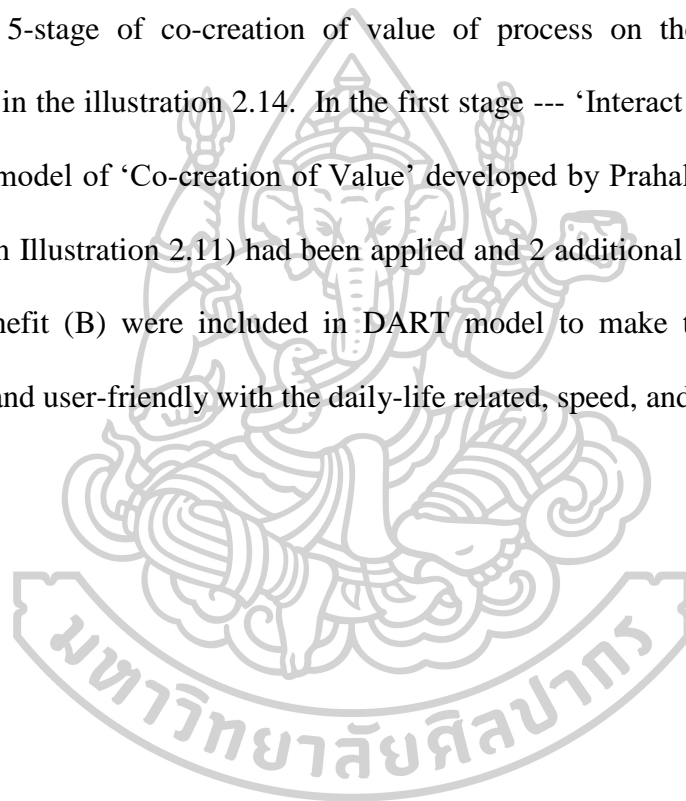 5-stage of co-creation of value of process on the
in the illustration 2.14. In the first stage --- ‘Interact
model of ‘Co-creation of Value’ developed by Prahal
n Illustration 2.11) had been applied and 2 additional
nefit (B) were included in DART model to make t
and user-friendly with the daily-life related, speed, and
มหาวิทยาลัยศิลปากร